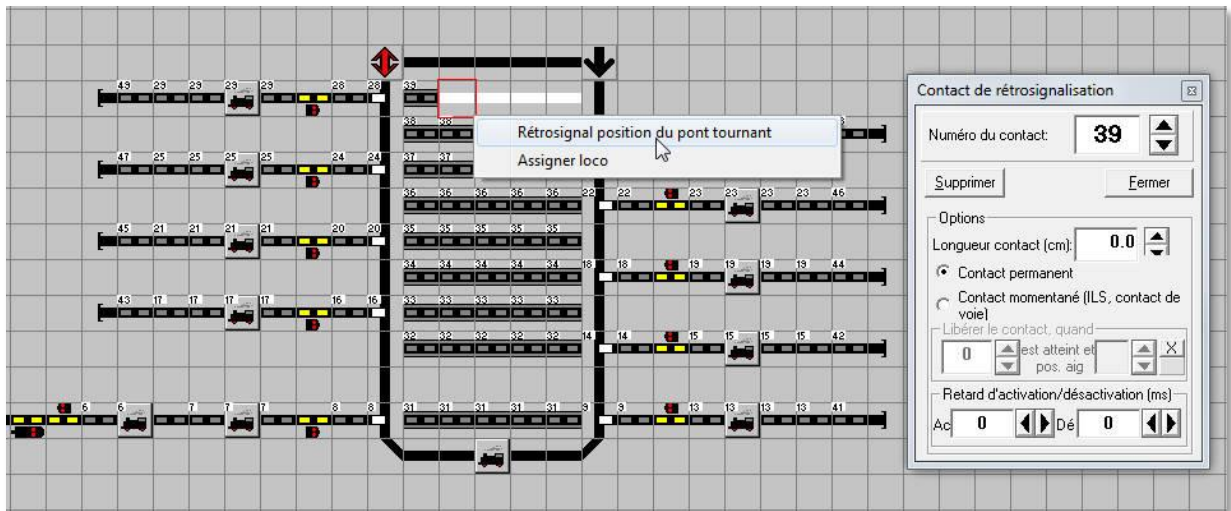 49 29 29 29 29 28 28 39
38 38
47 25 25 25 25 24 24 37 37
36 36 36 36 36 22 22 23 23 23 23 46
45 21 21 21 21 20 20 35 35 35 35 35
34 34 34 34 34 18 18 19 19 19 19 44
43 17 17 17 17 16 16 33 33 33 33 33
32 32 32 32 32 14 14 15 15 15 15 42
6 6 7 7 7 8 8 31 31 31 31 31 9 9 13 13 13 13 41
Rétrosignal position du pont tournant
Assigner loco
Contact de rétrosignalisation
Numéro du contact: 39
Supprimer Fermer
Options
Longueur contact (cm): 0.0
Contact permanent
Contact momentané (ILS, contact de
voie)
Libérer le contact, quand
0 est atteint et X
pos. aig
Retard d'activation/désactivation (ms)
Ac 0 Dé 0